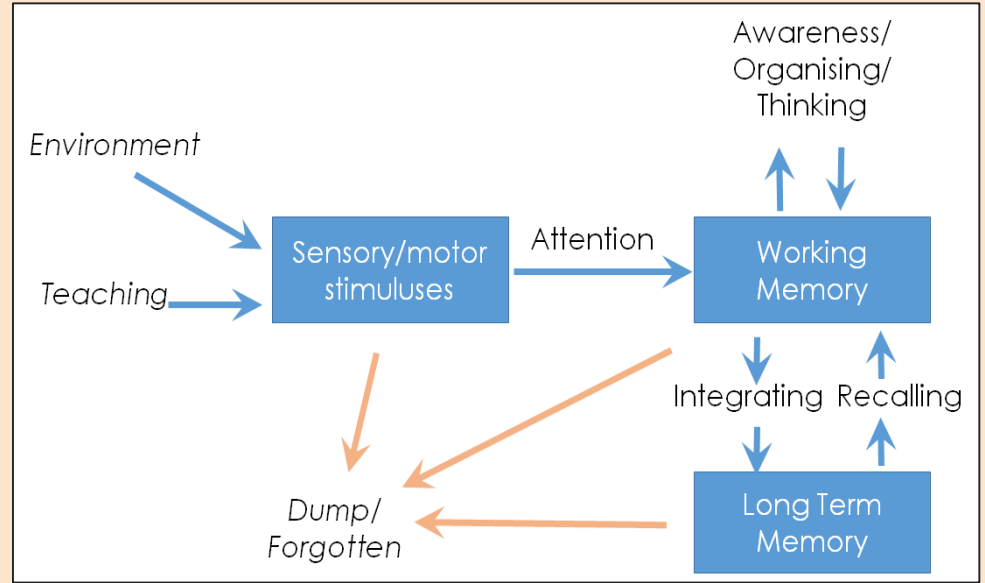 Awareness/
Organising/
Thinking
Environment
Teaching
Sensory/motor
stimuluses
Attention
Working
Memory
Integrating
Recalling
Dump/
Forgotten
Long Term
Memory